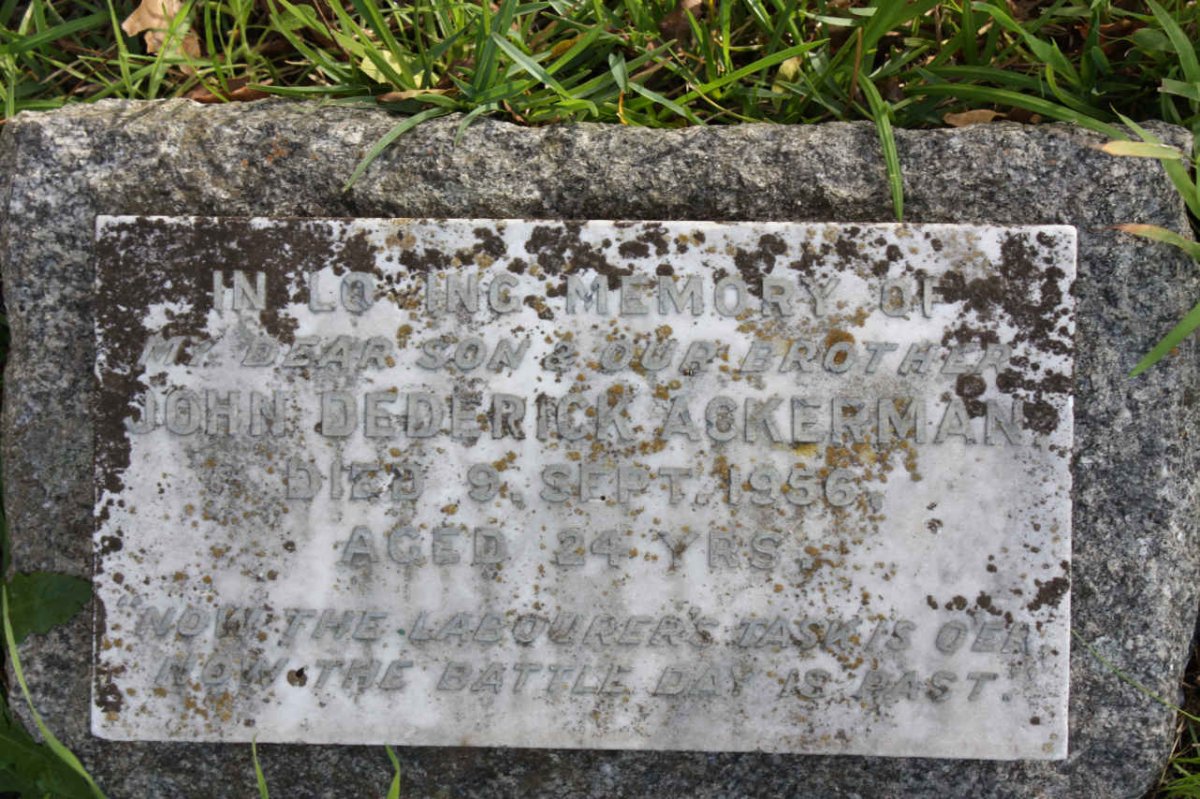 IN LOVING MEMORY OF
MY DEAR SON & OUR BROTHER
JOHN DEDERICK ACKERMAN
DIED 9. SEPT. 1956.
AGED 24 YRS.
"NOW THE LABOURER'S TASK IS OER,
NOW THE BATTLE DAY IS PAST."